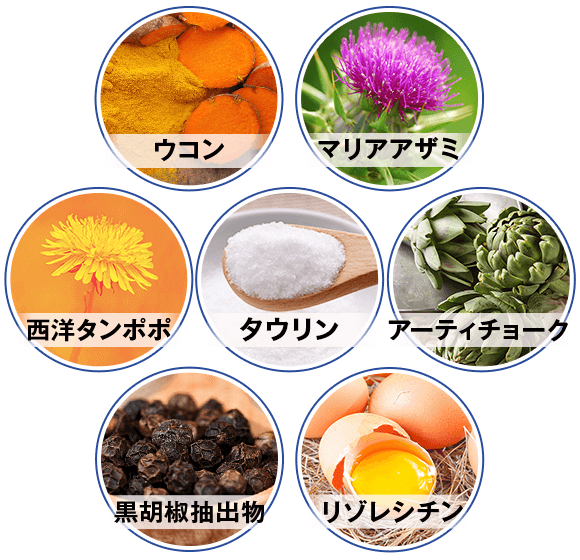 ウコン
マリアアザミ
西洋タンポポ
タウリン
アーティチョーク
黒胡椒抽出物
リゾレシチン